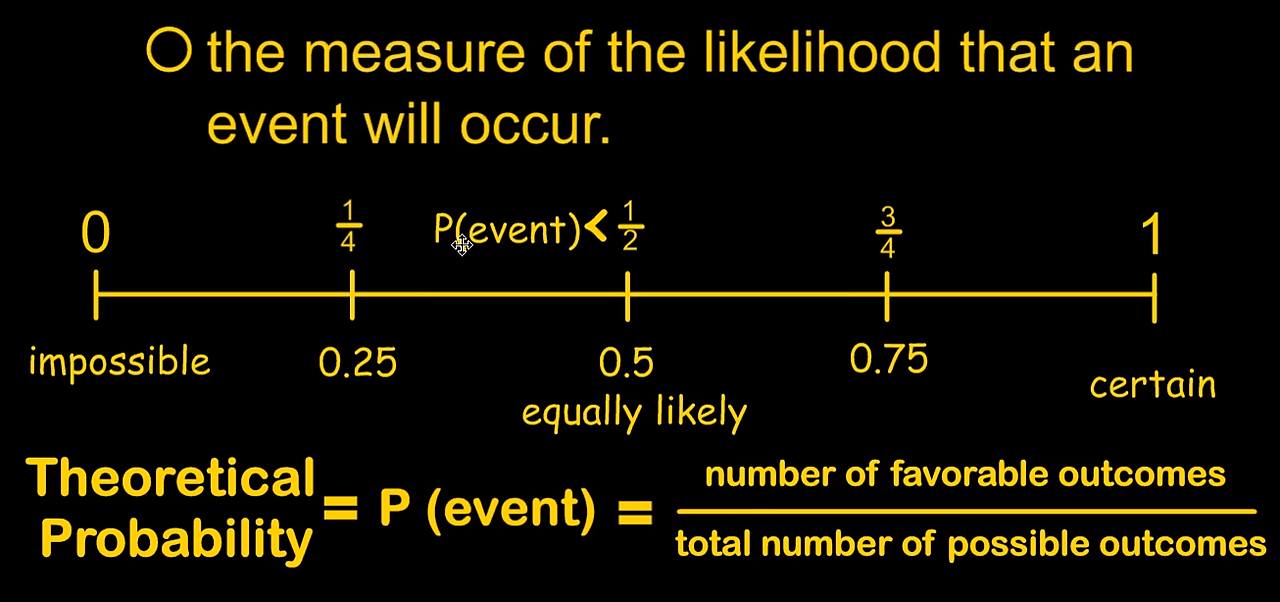 ○ the measure of the likelihood that an
event will occur.
0 1/4 P(event) < 1/2 3/4 1
impossible 0.25 0.5 0.75 certain
equally likely
Theoretical Probability = P (event) = number of favorable outcomes / total number of possible outcomes